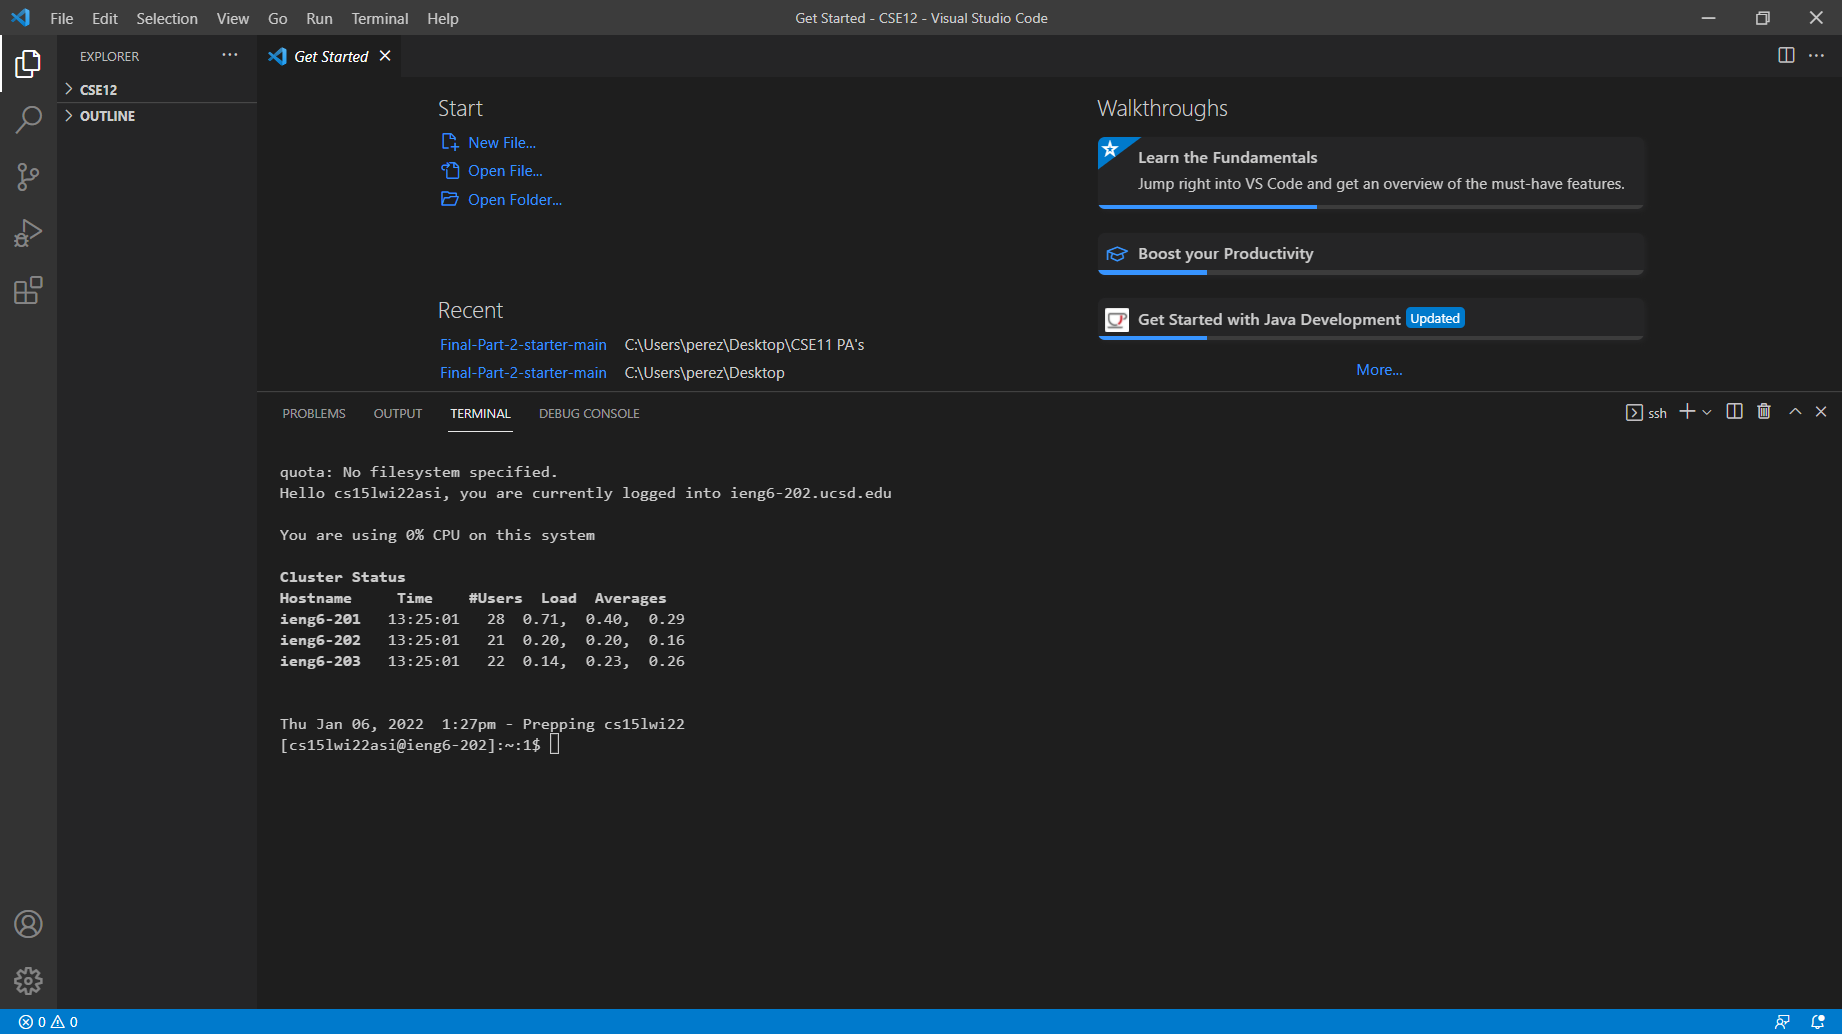 File Edit Selection View Go Run Terminal Help
Get Started - CSE12 - Visual Studio Code
EXPLORER
CSE12
OUTLINE
Get Started
Start
New File...
Open File...
Open Folder...
Recent
Final-Part-2-starter-main C:\Users\perez\Desktop\CSE11 PA's
Final-Part-2-starter-main C:\Users\perez\Desktop
Walkthroughs
Learn the Fundamentals
Jump right into VS Code and get an overview of the must-have features.
Boost your Productivity
Get Started with Java Development Updated
More...
PROBLEMS OUTPUT TERMINAL DEBUG CONSOLE
ssh
quota: No filesystem specified.
Hello cs15lwi22asi, you are currently logged into ieng6-202.ucsd.edu
You are using 0% CPU on this system
Cluster Status
Hostname Time #Users Load Averages
ieng6-201 13:25:01 28 0.71, 0.40, 0.29
ieng6-202 13:25:01 21 0.20, 0.20, 0.16
ieng6-203 13:25:01 22 0.14, 0.23, 0.26
Thu Jan 06, 2022 1:27pm - Prepping cs15lwi22
[cs15lwi22asi@ieng6-202]:~:1$
0 0